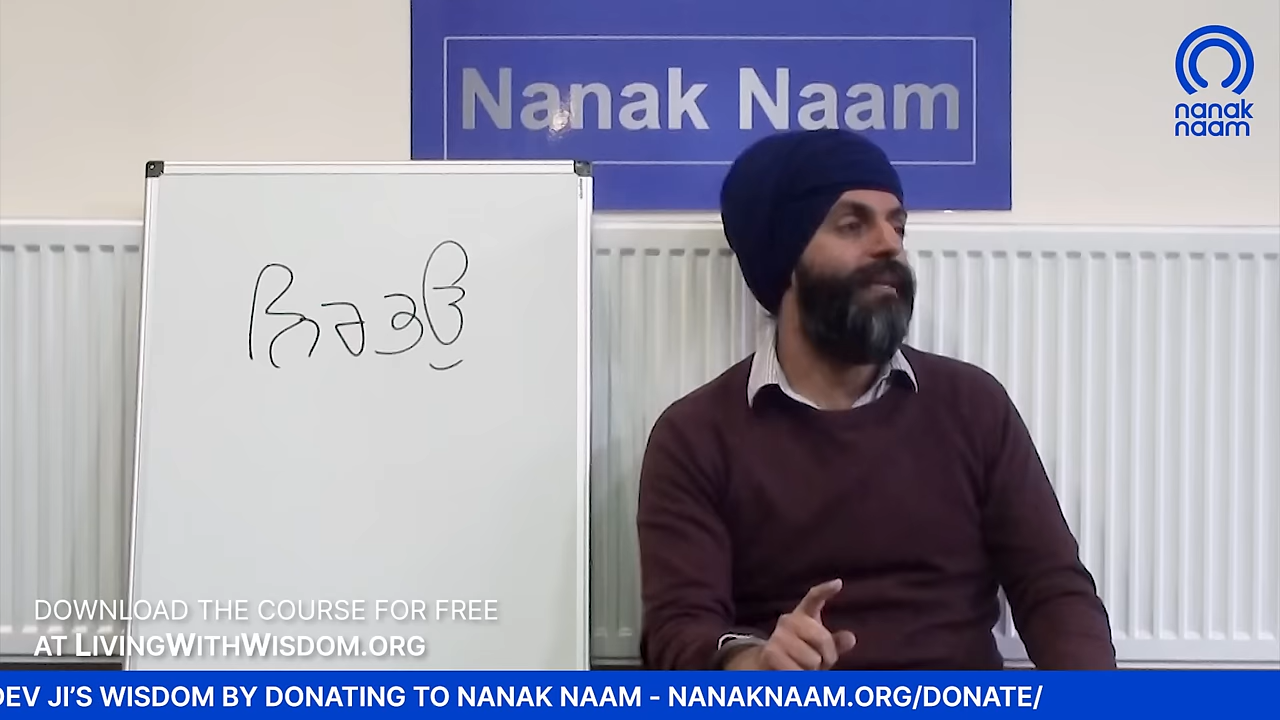 Nanak Naam
nanak
naam
ਨਿਰਭਉ
DOWNLOAD THE COURSE FOR FREE
AT LIVINGWITHWISDOM.ORG
DEV JI'S WISDOM BY DONATING TO NANAK NAAM - NANAKNAAM.ORG/DONATE/